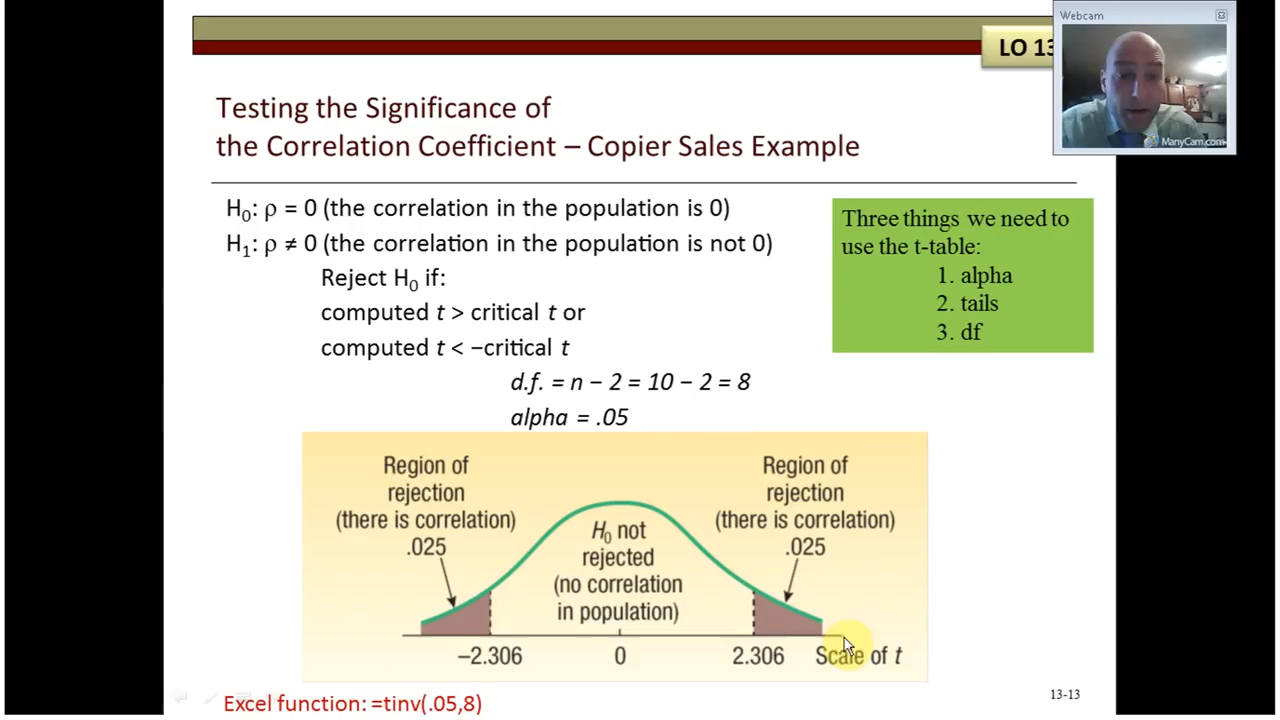 Webcam
LO 13
ManyCam.com
Testing the Significance of
the Correlation Coefficient – Copier Sales Example
H₀: ρ = 0 (the correlation in the population is 0)
H₁: ρ ≠ 0 (the correlation in the population is not 0)
Reject H₀ if:
computed t > critical t or
computed t < −critical t
d.f. = n − 2 = 10 − 2 = 8
alpha = .05
Three things we need to
use the t-table:
1. alpha
2. tails
3. df
Region of
rejection
(there is correlation)
.025
H₀ not
rejected
(no correlation
in population)
Region of
rejection
(there is correlation)
.025
−2.306 0 2.306 Scale of t
Excel function: =tinv(.05,8)
13-13